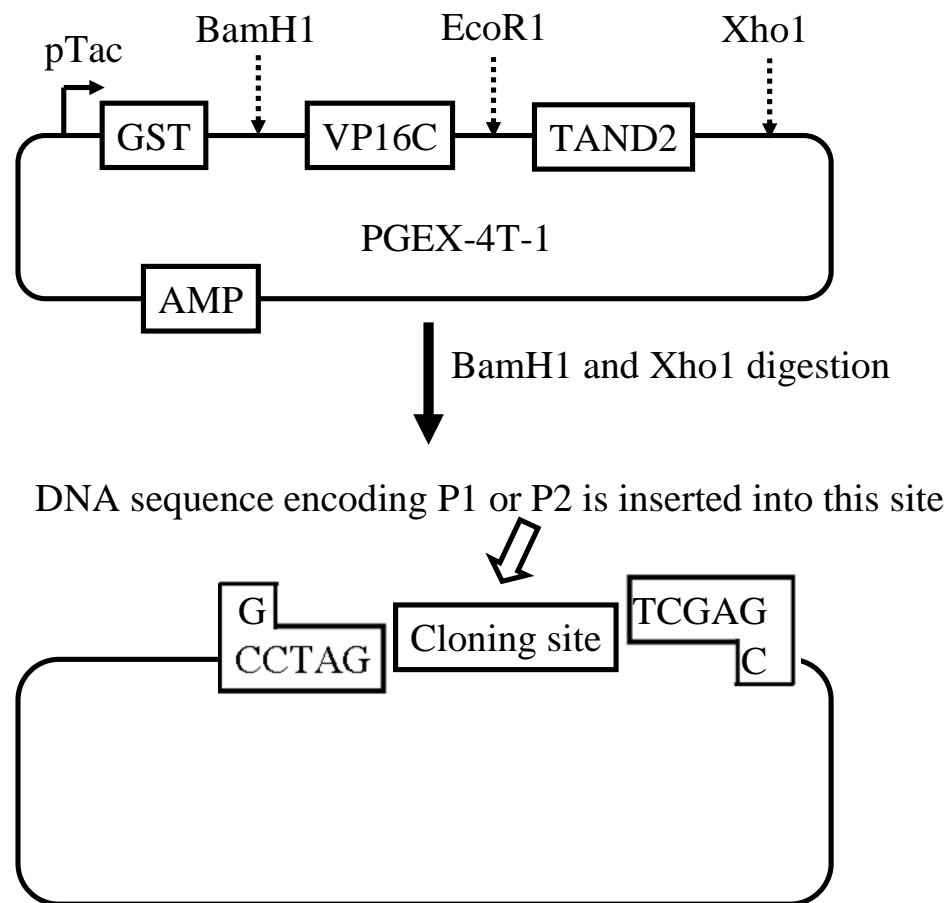 BamH1 EcoR1 Xho1
pTac
GST VP16C TAND2
PGEX-4T-1
AMP
BamH1 and Xho1 digestion
DNA sequence encoding P1 or P2 is inserted into this site
G TCGAG
CCTAG Cloning site C